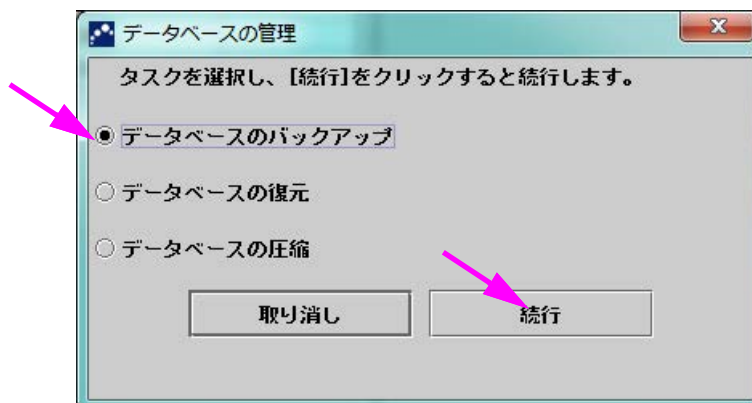 データベースの管理
タスクを選択し、[続行]をクリックすると続行します。
データベースのバックアップ
データベースの復元
データベースの圧縮
取り消し
続行